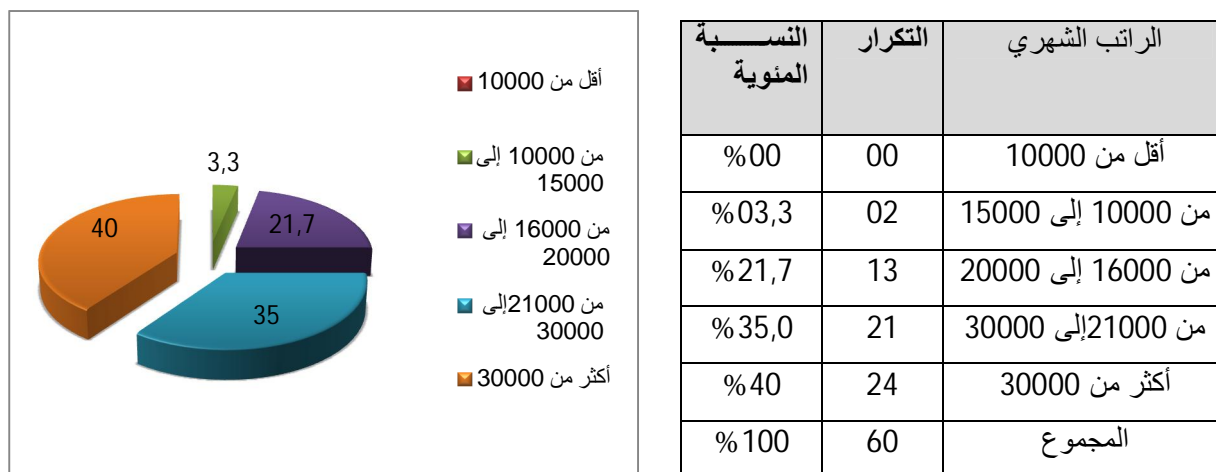 3,3
21,7
40
35
أقل من 10000
من 10000 إلى
15000
من 16000 إلى
20000
من 21000إلى
30000
أكثر من 30000
الراتب الشهري التكرار النســـــبة
المئوية
أقل من 10000 00 %00
من 10000 إلى 15000 02 %03,3
من 16000 إلى 20000 13 %21,7
من 21000إلى 30000 21 %35,0
أكثر من 30000 24 %40
المجموع 60 %100